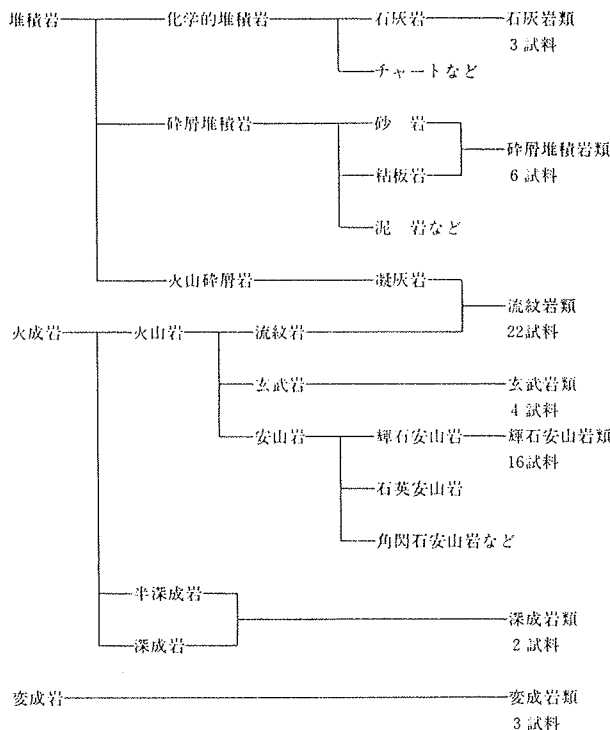 堆積岩 化学的堆積岩 石灰岩 石灰岩類
3試料
チャートなど
砕屑堆積岩 砂 岩
砕屑堆積岩類
粘板岩 6試料
泥 岩など
火山砕屑岩 凝灰岩
流紋岩類
火成岩 火山岩 流紋岩 22試料
玄武岩 玄武岩類
4試料
安山岩 輝石安山岩 輝石安山岩類
16試料
石英安山岩
角閃石安山岩など
半深成岩
深成岩類
深成岩 2試料
変成岩 変成岩類
3試料